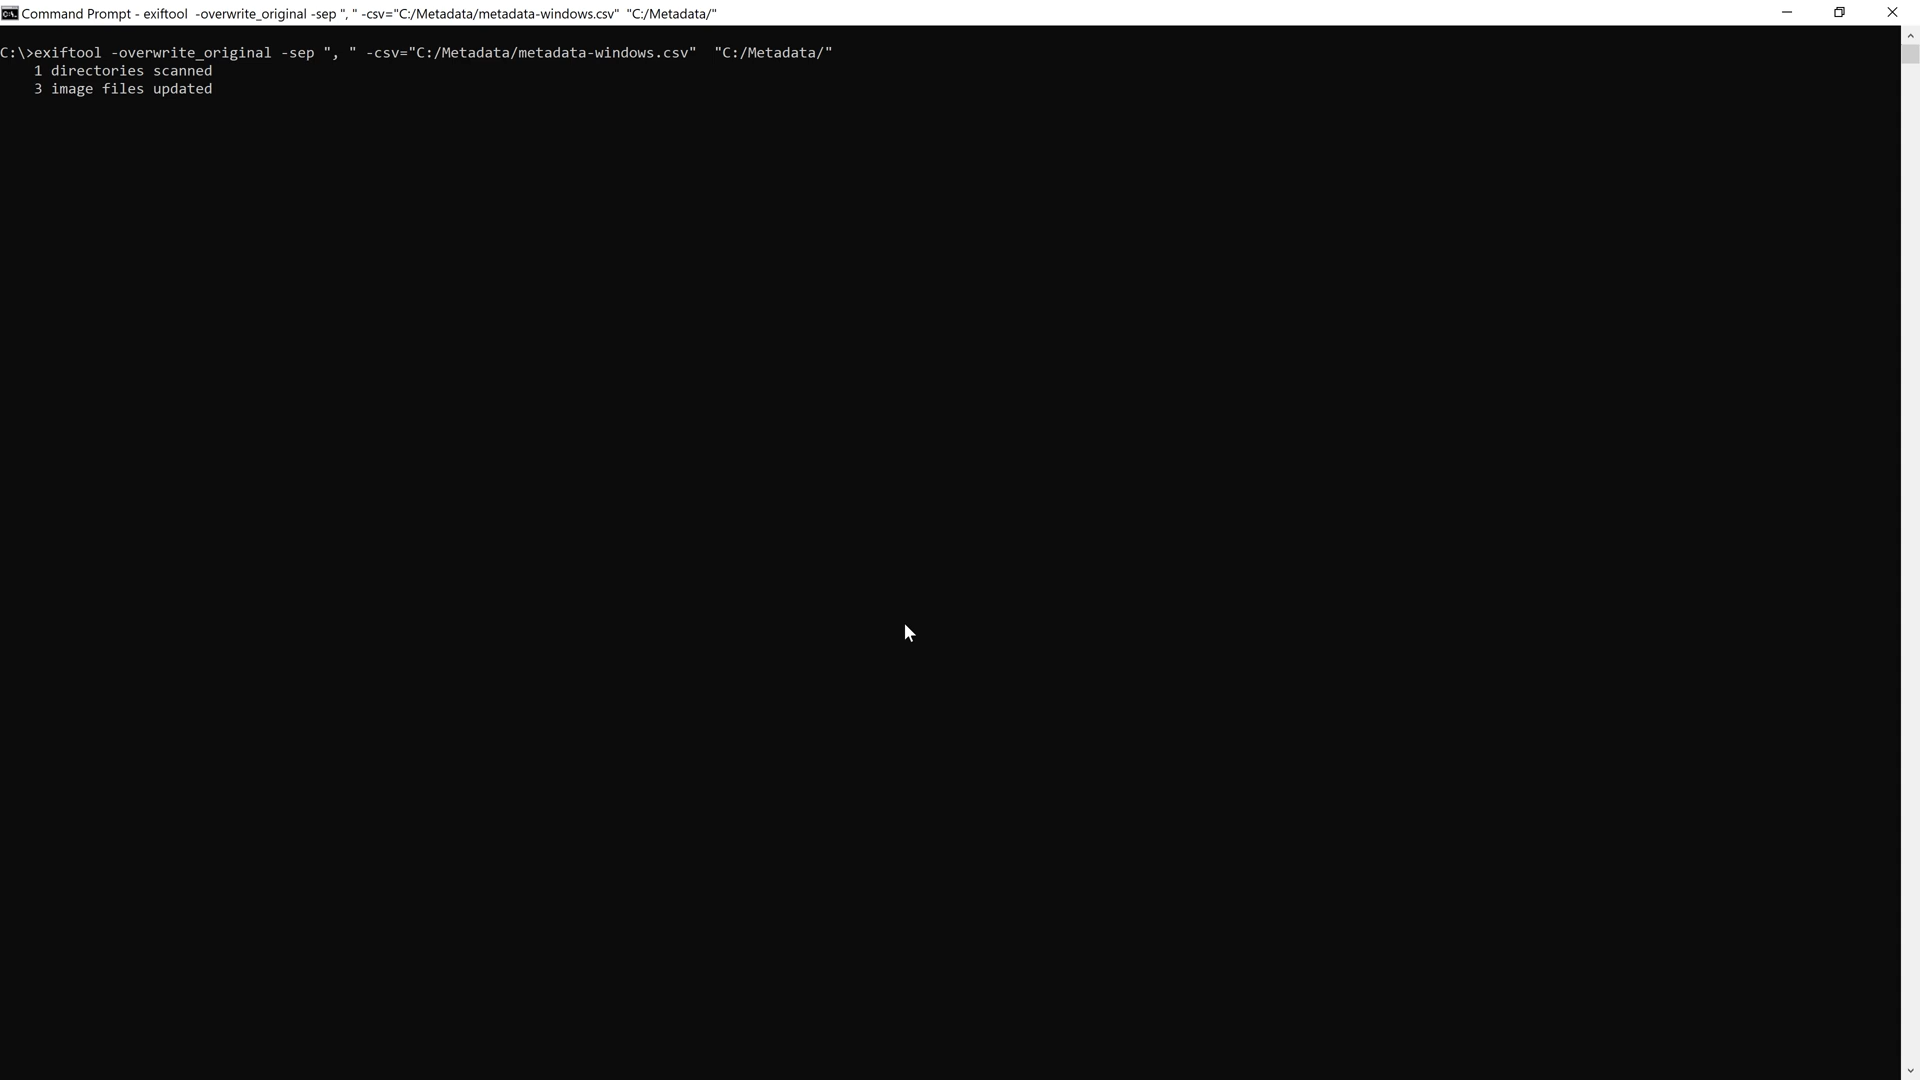 Command Prompt - exiftool  -overwrite_original -sep ", " -csv="C:/Metadata/metadata-windows.csv"  "C:/Metadata/"
C:\>exiftool -overwrite_original -sep ", " -csv="C:/Metadata/metadata-windows.csv"  "C:/Metadata/"
    1 directories scanned
    3 image files updated